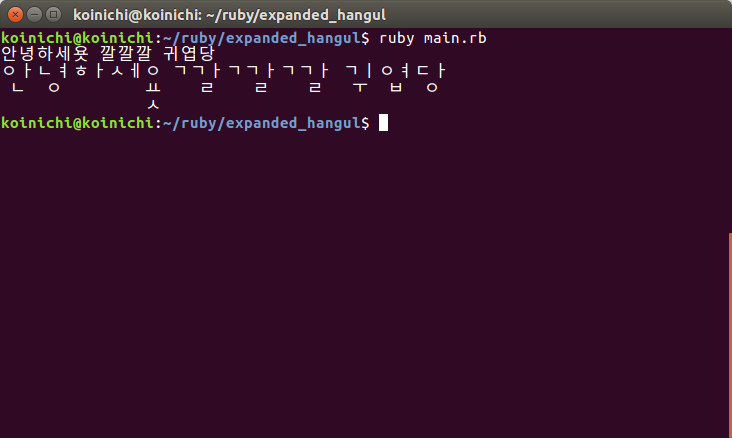 koinichi@koinichi: ~/ruby/expanded_hangul
koinichi@koinichi:~/ruby/expanded_hangul$ ruby main.rb
안녕하세욧 깔깔깔 귀엽당
ㅇㅏㄴㅕㅎㅏㅅㅔㅇ ㄱㄱㅏㄱㄱㅏㄱㄱㅏ ㄱㅣㅇㅕㄷㅏ
ㄴ ㅇ ㅛ ㄹ ㄹ ㄹ ㅜ ㅂ ㅇ
ㅅ
koinichi@koinichi:~/ruby/expanded_hangul$